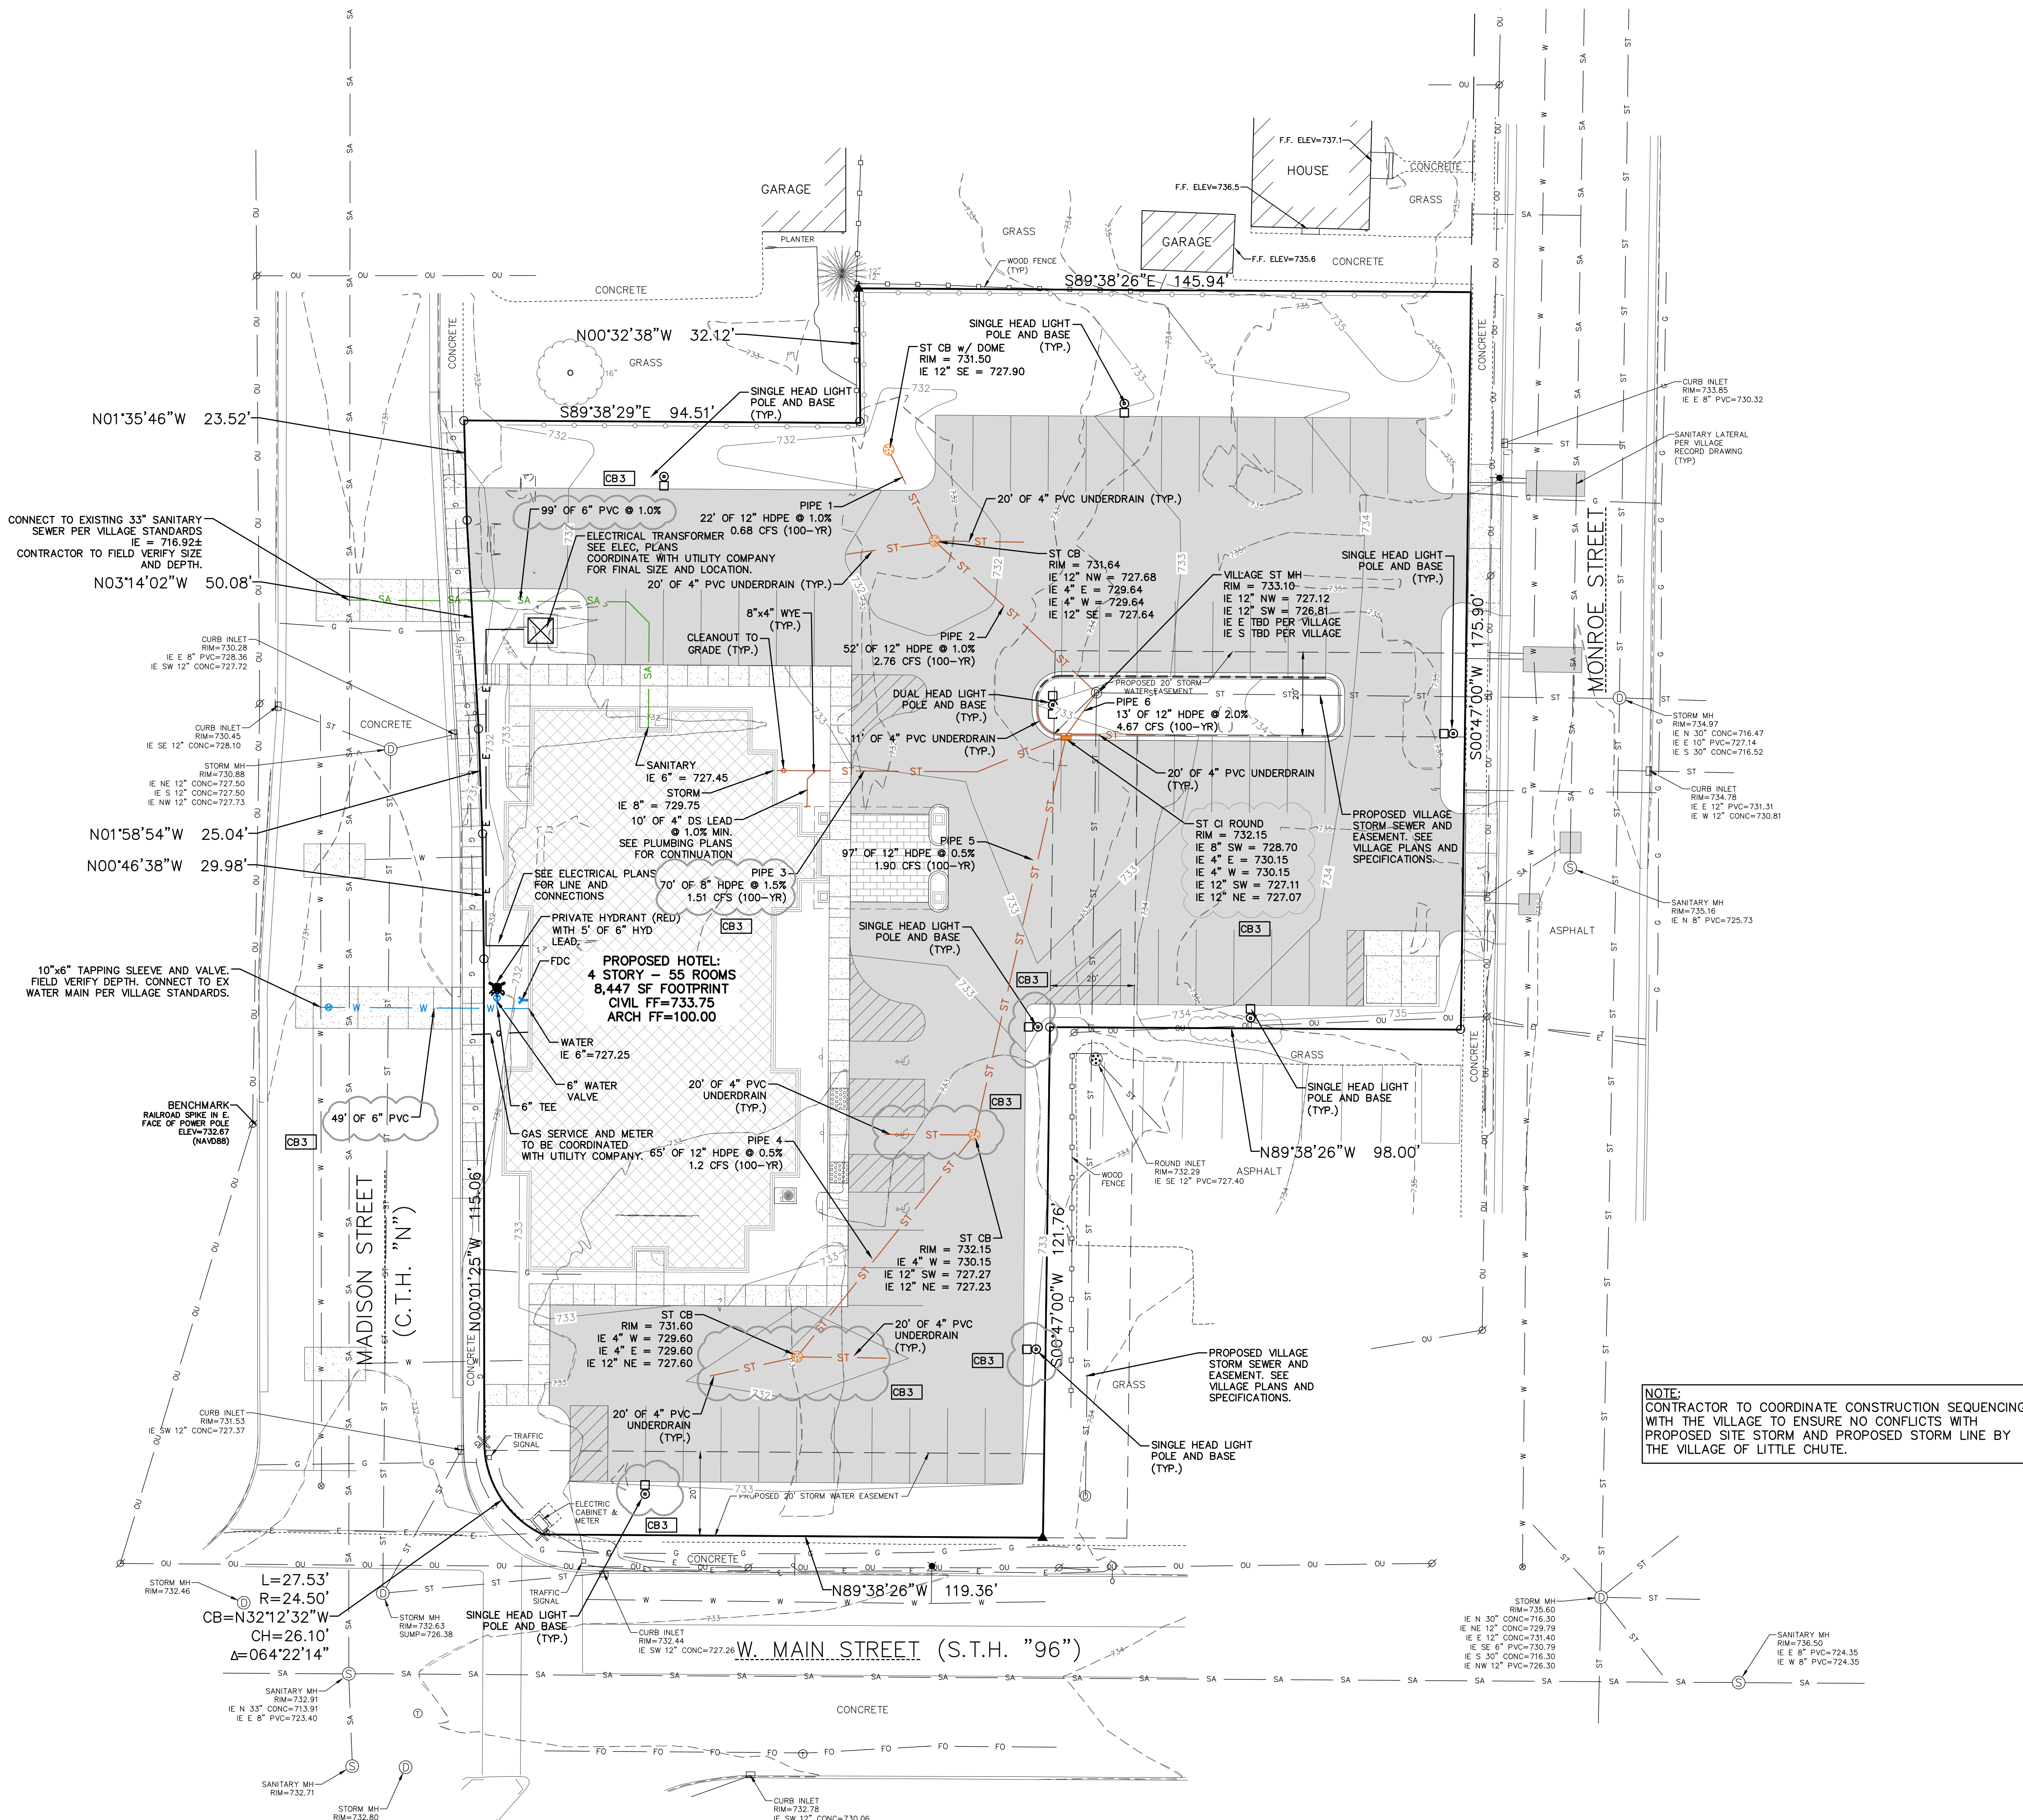 GARAGE
PLANTER
CONCRETE
12"
HOUSE
F.F. ELEV=737.1
CONCRETE
F.F. ELEV=736.5
GRASS
GARAGE
F.F. ELEV=735.6
CONCRETE
GRASS
WOOD FENCE
(TYP)
S89°38'26"E 145.94'
N00°32'38"W 32.12'
GRASS
16"
SINGLE HEAD LIGHT
POLE AND BASE
(TYP.)
ST CB w/ DOME
RIM = 731.50
IE 12" SE = 727.90
SINGLE HEAD LIGHT
POLE AND BASE
(TYP.)
S89°38'29"E 94.51'
N01°35'46"W 23.52'
CONCRETE
CONCRETE
CURB INLET
RIM=733.85
IE E 8" PVC=730.32
SANITARY LATERAL
PER VILLAGE
RECORD DRAWING
(TYP)
CB3
99' OF 6" PVC @ 1.0%
PIPE 1
22' OF 12" HDPE @ 1.0%
0.68 CFS (100-YR)
20' OF 4" PVC UNDERDRAIN (TYP.)
CONNECT TO EXISTING 33" SANITARY
SEWER PER VILLAGE STANDARDS
IE = 716.92±
CONTRACTOR TO FIELD VERIFY SIZE
AND DEPTH.
N03°14'02"W 50.08'
ELECTRICAL TRANSFORMER
SEE ELEC, PLANS
COORDINATE WITH UTILITY COMPANY
FOR FINAL SIZE AND LOCATION.
20' OF 4" PVC UNDERDRAIN (TYP.)
ST CB
RIM = 731.64
IE 12" NW = 727.68
IE 4" E = 729.64
IE 4" W = 729.64
IE 12" SE = 727.64
VILLAGE ST MH
RIM = 733.10
IE 12" NW = 727.12
IE 12" SW = 726.81
IE E TBD PER VILLAGE
IE S TBD PER VILLAGE
SINGLE HEAD LIGHT
POLE AND BASE
(TYP.)
MONROE STREET
S00°47'00"W 175.90'
8"x4" WYE
(TYP.)
CLEANOUT TO
GRADE (TYP.)
PIPE 2
52' OF 12" HDPE @ 1.0%
2.76 CFS (100-YR)
CURB INLET
RIM=730.28
IE E 8" PVC=728.36
IE SW 12" CONC=727.72
DUAL HEAD LIGHT
POLE AND BASE
(TYP.)
PROPOSED 20' STORM
WATER EASEMENT
20'
PIPE 6
13' OF 12" HDPE @ 2.0%
4.67 CFS (100-YR)
11' OF 4" PVC UNDERDRAIN
(TYP.)
STORM MH
RIM=734.97
IE N 30" CONC=716.47
IE E 10" PVC=727.14
IE S 30" CONC=716.52
CURB INLET
RIM=730.45
IE SE 12" CONC=728.10
CONCRETE
STORM MH
RIM=730.88
IE NE 12" CONC=727.50
IE S 12" CONC=727.50
IE NW 12" CONC=727.73
N01°58'54"W 25.04'
SANITARY
IE 6" = 727.45
STORM
IE 8" = 729.75
10' OF 4" DS LEAD
@ 1.0% MIN.
SEE PLUMBING PLANS
FOR CONTINUATION
20' OF 4" PVC UNDERDRAIN
(TYP.)
CURB INLET
RIM=734.78
IE E 12" PVC=731.31
IE W 12" CONC=730.81
PIPE 5
97' OF 12" HDPE @ 0.5%
1.90 CFS (100-YR)
ST CI ROUND
RIM = 732.15
IE 8" SW = 728.70
IE 4" E = 730.15
IE 4" W = 730.15
IE 12" SW = 727.11
IE 12" NE = 727.07
CB3
PROPOSED VILLAGE
STORM SEWER AND
EASEMENT. SEE
VILLAGE PLANS AND
SPECIFICATIONS.
N00°46'38"W 29.98'
SEE ELECTRICAL PLANS
FOR LINE AND
CONNECTIONS
PIPE 3
70' OF 8" HDPE @ 1.5%
1.51 CFS (100-YR)
CB3
SANITARY MH
RIM=735.16
IE N 8" PVC=725.73
ASPHALT
PRIVATE HYDRANT (RED)
WITH 5' OF 6" HYD
LEAD.
FDC
PROPOSED HOTEL:
4 STORY – 55 ROOMS
8,447 SF FOOTPRINT
CIVIL FF=733.75
ARCH FF=100.00
SINGLE HEAD LIGHT
POLE AND BASE
(TYP.)
CB3
20'
10"x6" TAPPING SLEEVE AND VALVE.
FIELD VERIFY DEPTH. CONNECT TO EX
WATER MAIN PER VILLAGE STANDARDS.
WATER
IE 6"=727.25
6" WATER
VALVE
6" TEE
GRASS
CONCRETE
SINGLE HEAD LIGHT
POLE AND BASE
(TYP.)
BENCHMARK
RAILROAD SPIKE IN E.
FACE OF POWER POLE
ELEV=732.67
(NAVD88)
CB3
49' OF 6" PVC
GAS SERVICE AND METER
TO BE COORDINATED
WITH UTILITY COMPANY.
20' OF 4" PVC
UNDERDRAIN
(TYP.)
CB3
PIPE 4
65' OF 12" HDPE @ 0.5%
1.2 CFS (100-YR)
N89°38'26"W 98.00'
WOOD
FENCE
ROUND INLET
RIM=732.29
IE SE 12" PVC=727.40
ASPHALT
MADISON STREET
(C.T.H. "N")
N00°01'25"W 115.06'
CONCRETE
ST CB
RIM = 732.15
IE 4" W = 730.15
IE 12" SW = 727.27
IE 12" NE = 727.23
S00°47'00"W 121.76'
ST CB
RIM = 731.60
IE 4" W = 729.60
IE 4" E = 729.60
IE 12" NE = 727.60
20' OF 4" PVC
UNDERDRAIN
(TYP.)
CB3
CB3
GRASS
PROPOSED VILLAGE
STORM SEWER AND
EASEMENT. SEE
VILLAGE PLANS AND
SPECIFICATIONS.
NOTE:
CONTRACTOR TO COORDINATE CONSTRUCTION SEQUENCING
WITH THE VILLAGE TO ENSURE NO CONFLICTS WITH
PROPOSED SITE STORM AND PROPOSED STORM LINE BY
THE VILLAGE OF LITTLE CHUTE.
CURB INLET
RIM=731.53
IE SW 12" CONC=727.37
TRAFFIC
SIGNAL
20' OF 4" PVC
UNDERDRAIN
(TYP.)
SINGLE HEAD LIGHT
POLE AND BASE
(TYP.)
20'
PROPOSED 20' STORM WATER EASEMENT
ELECTRIC
CABINET &
METER
CB3
CONCRETE
N89°38'26"W 119.36'
L=27.53'
R=24.50'
CB=N32°12'32"W
CH=26.10'
Δ=064°22'14"
STORM MH
RIM=732.46
STORM MH
RIM=732.63
SUMP=726.38
TRAFFIC
SIGNAL
SINGLE HEAD LIGHT
POLE AND BASE
(TYP.)
CURB INLET
RIM=732.44
IE SW 12" CONC=727.26
W. MAIN STREET (S.T.H. "96")
STORM MH
RIM=735.60
IE N 30" CONC=716.30
IE NE 12" CONC=729.79
IE E 12" CONC=731.40
IE SE 6" PVC=730.79
IE S 30" CONC=716.30
IE NW 12" PVC=726.30
SANITARY MH
RIM=736.50
IE E 8" PVC=724.35
IE W 8" PVC=724.35
SANITARY MH
RIM=732.91
IE N 33" CONC=713.91
IE E 8" PVC=723.40
CONCRETE
SANITARY MH
RIM=732.71
STORM MH
RIM=732.80
CURB INLET
RIM=732.78
IE SW 12" CONC=730.06